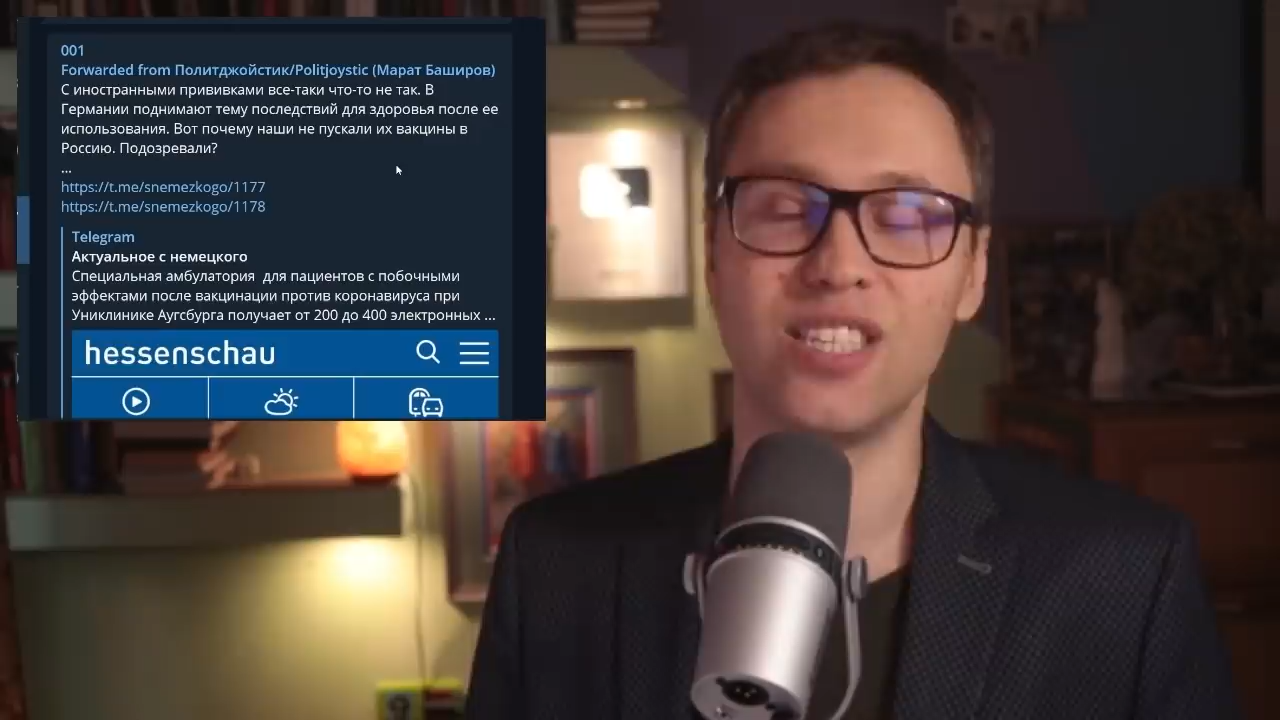 001
Forwarded from Политджойстик/Politjoystic (Марат Баширов)
С иностранными прививками все-таки что-то не так. В
Германии поднимают тему последствий для здоровья после ее
использования. Вот почему наши не пускали их вакцины в
Россию. Подозревали?
...
https://t.me/snemezkogo/1177
https://t.me/snemezkogo/1178
Telegram
Актуальное с немецкого
Специальная амбулатория для пациентов с побочными
эффектами после вакцинации против коронавируса при
Униклинике Аугсбурга получает от 200 до 400 электронных ...
hessenschau